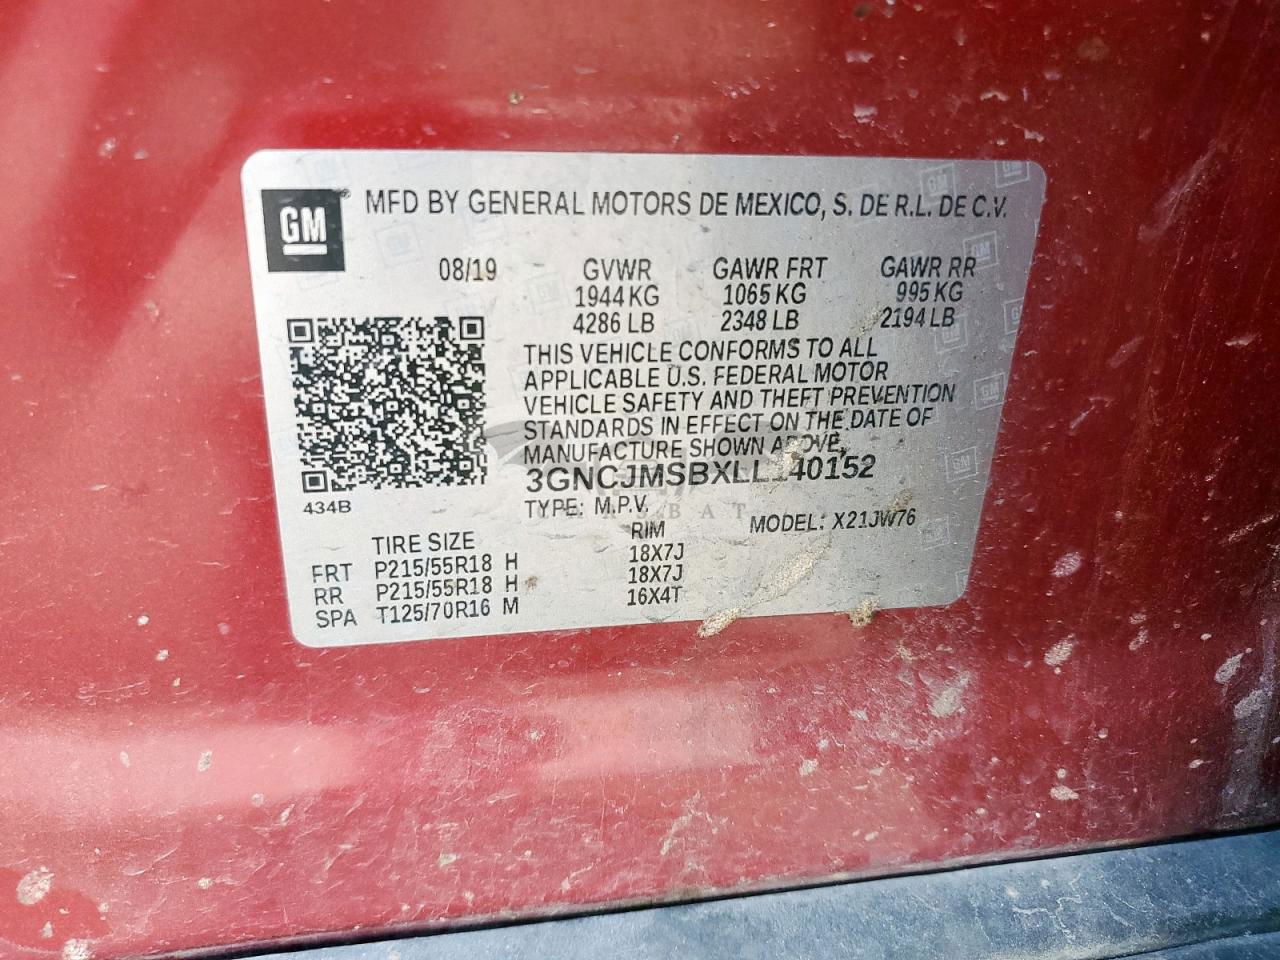 GM ® MFD BY GENERAL MOTORS DE MEXICO, S. DE R.L. DE C.V.
08/19 GVWR GAWR FRT GAWR RR
1944 KG 1065 KG 995 KG
4286 LB 2348 LB 2194 LB
THIS VEHICLE CONFORMS TO ALL
APPLICABLE U.S. FEDERAL MOTOR
VEHICLE SAFETY AND THEFT PREVENTION
STANDARDS IN EFFECT ON THE DATE OF
MANUFACTURE SHOWN ABOVE.
434B
TYPE: M.P.V. MODEL: X21JW76
TIRE SIZE RIM
FRT P215/55R18 H 18X7J
RR P215/55R18 H 18X7J
SPA T125/70R16 M 16X4T